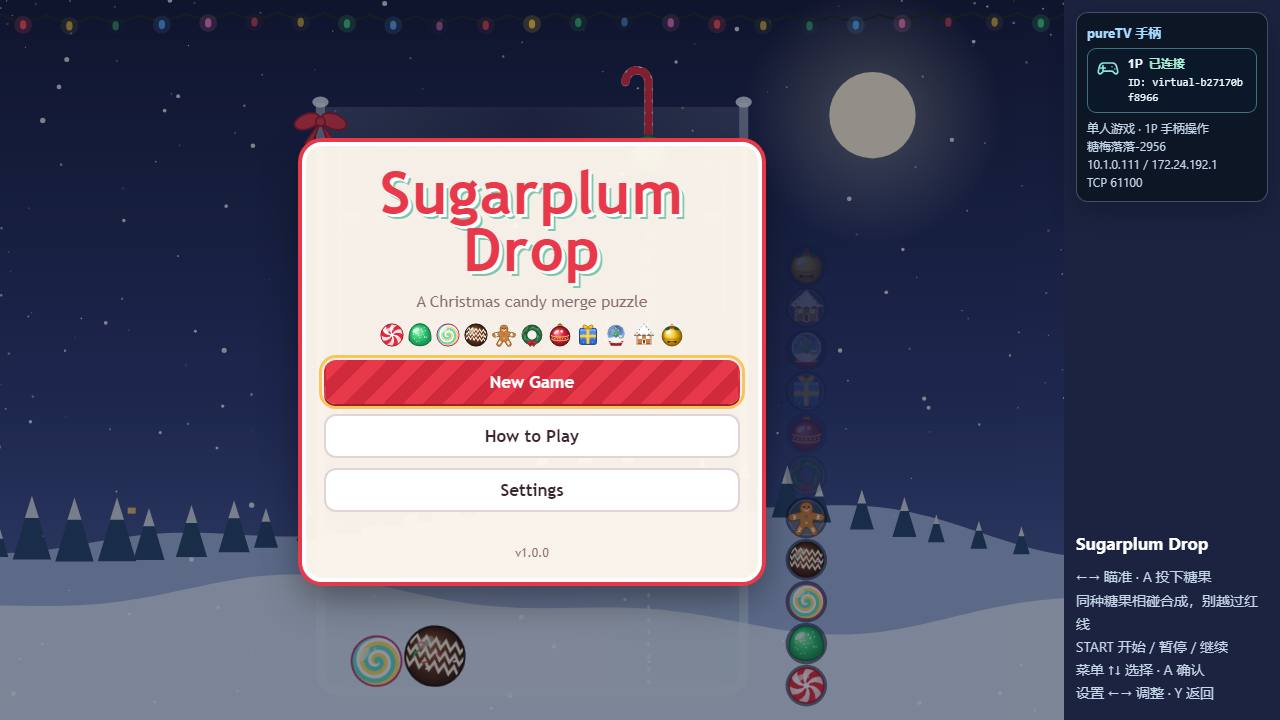 Sugarplum
Drop
A Christmas candy merge puzzle
New Game
How to Play
Settings
v1.0.0
pureTV 手柄
1P 已连接
ID: virtual-b27170b
f8966
单人游戏 · 1P 手柄操作
糖梅落落-2956
10.1.0.111 / 172.24.192.1
TCP 61100
Sugarplum Drop
←→ 瞄准 · A 投下糖果
同种糖果相碰合成，别越过红
线
START 开始 / 暂停 / 继续
菜单 ↑↓ 选择 · A 确认
设置 ←→ 调整 · Y 返回